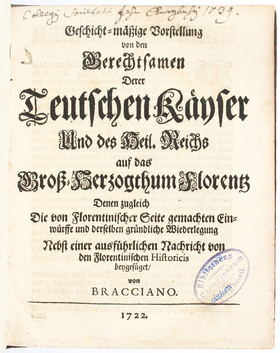 1739.
Geschicht-mäßige Vorstellung
von den
Gerechtsamen
Derer
Teutschen Käyser
Und des Heil. Reichs
auf das
Groß-Herzogthum Florentz
Denen zugleich
Die von Florentinischer Seite gemachten Ein-
würffe und derselben gründliche Wiederlegung
Nebst einer ausführlichen Nachricht von
den Florentinischen Historicis
beygefüget/
von
BRACCIANO.
1722.